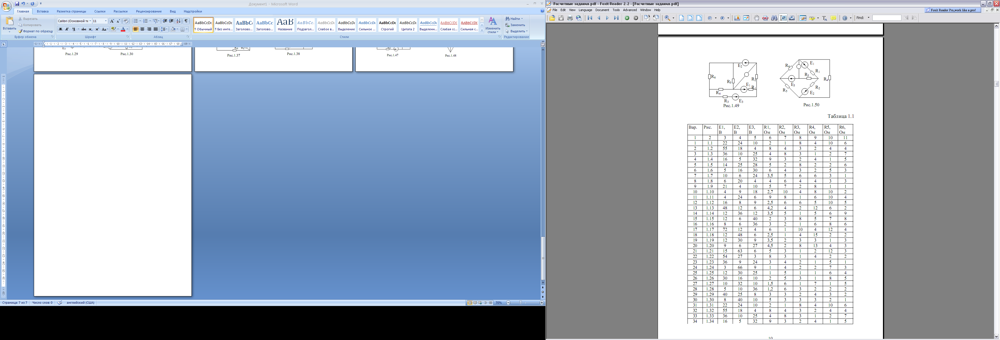 Документ1 - Microsoft Word
Главная Вставка Разметка страницы Ссылки Рассылки Рецензирование Вид Надстройки
Вставить
Вырезать
Копировать
Формат по образцу
Буфер обмена
Calibri (Основной те 11
Ж К Ч
Шрифт
Абзац
AaBbCcDc AaBbCcDc AaBbC AaBbCc АаВ AaBbCc. AaBbCcDc AaBbCcDc AaBbCcDc AaBbCcDc AaBbCcDc AaBbCcDc AaBbCcDc AaBbCcDc
¶ Обычный ¶ Без инте... Заголово... Заголово... Название Подзагол... Слабое в... Выделение Сильное ... Строгий Цитата 2 Выделенн... Слабая сс... Сильная с...
Стили
Изменить стили
Найти
Заменить
Выделить
Редактирование
Рис.1.29 Рис.1.30
Рис.1.37 Рис.1.38
Рис.1.47 Рис.1.48
Страница: 7 из 7 Число слов: 0 английский (США) 70%
Расчетные задания.pdf - Foxit Reader 2.2 - [Расчетные задания.pdf]
File Edit View Language Document Tools Advanced Window Help
Foxit Reader Pro,work like a pro!
Find:
E2
R6
R5
R2
E1
R1
R4
R3 E3
Рис.1.49
E1
R6
R1
R3
R4
E3
R5
R2
E2
Рис.1.50
Таблица 1.1
Вар. Рис. E1, В E2, В E3, В R1, Ом R2, Ом R3, Ом R4, Ом R5, Ом R6, Ом
1 2 3 4 5 6 7 8 9 10 11
1 1.1 22 24 10 2 1 8 4 10 6
2 1.2 55 18 4 8 4 3 2 4 4
3 1.3 36 10 25 4 8 3 1 2 7
4 1.4 16 5 32 9 3 2 4 1 5
5 1.5 14 25 28 5 2 8 2 2 6
6 1.6 5 16 30 6 4 3 2 5 3
7 1.7 10 6 24 3,5 5 6 6 3 1
8 1.8 6 20 4 4 6 4 4 3 3
9 1.9 21 4 10 5 7 2 8 1 1
10 1.10 4 9 18 2,7 10 4 8 10 2
11 1.11 4 24 6 9 8 1 6 10 4
12 1.12 16 8 9 2,5 6 6 5 10 5
13 1.13 48 12 6 4,2 4 2 12 6 2
14 1.14 12 36 12 3,5 5 1 5 6 9
15 1.15 12 6 40 2 3 8 5 7 8
16 1.16 8 6 36 3 2 1 6 8 6
17 1.17 72 12 4 6 1 10 4 12 4
18 1.18 12 48 6 2,5 1 4 15 2 2
19 1.19 12 30 9 3,5 2 3 3 1 3
20 1.20 9 6 27 4,5 2 8 13 4 3
21 1.21 15 63 6 5 3 1 2 12 3
22 1.22 54 27 3 8 3 1 4 2 2
23 1.23 36 9 24 3 4 2 1 5 1
24 1.24 3 66 9 1 4 2 2 7 3
25 1.25 12 30 25 1 5 1 1 6 4
26 1.26 30 16 10 2 5 3 1 8 5
27 1.27 10 32 10 1,5 6 1 7 1 5
28 1.28 5 10 36 1,2 6 3 2 2 2
29 1.29 40 25 8 3 3 2 4 3 2
30 1.30 8 40 10 5 3 3 3 2 1
31 1.31 22 24 10 2 1 8 4 10 6
32 1.32 55 18 4 8 4 3 2 4 4
33 1.33 36 10 25 4 8 3 1 2 7
34 1.34 16 5 32 9 3 2 4 1 5